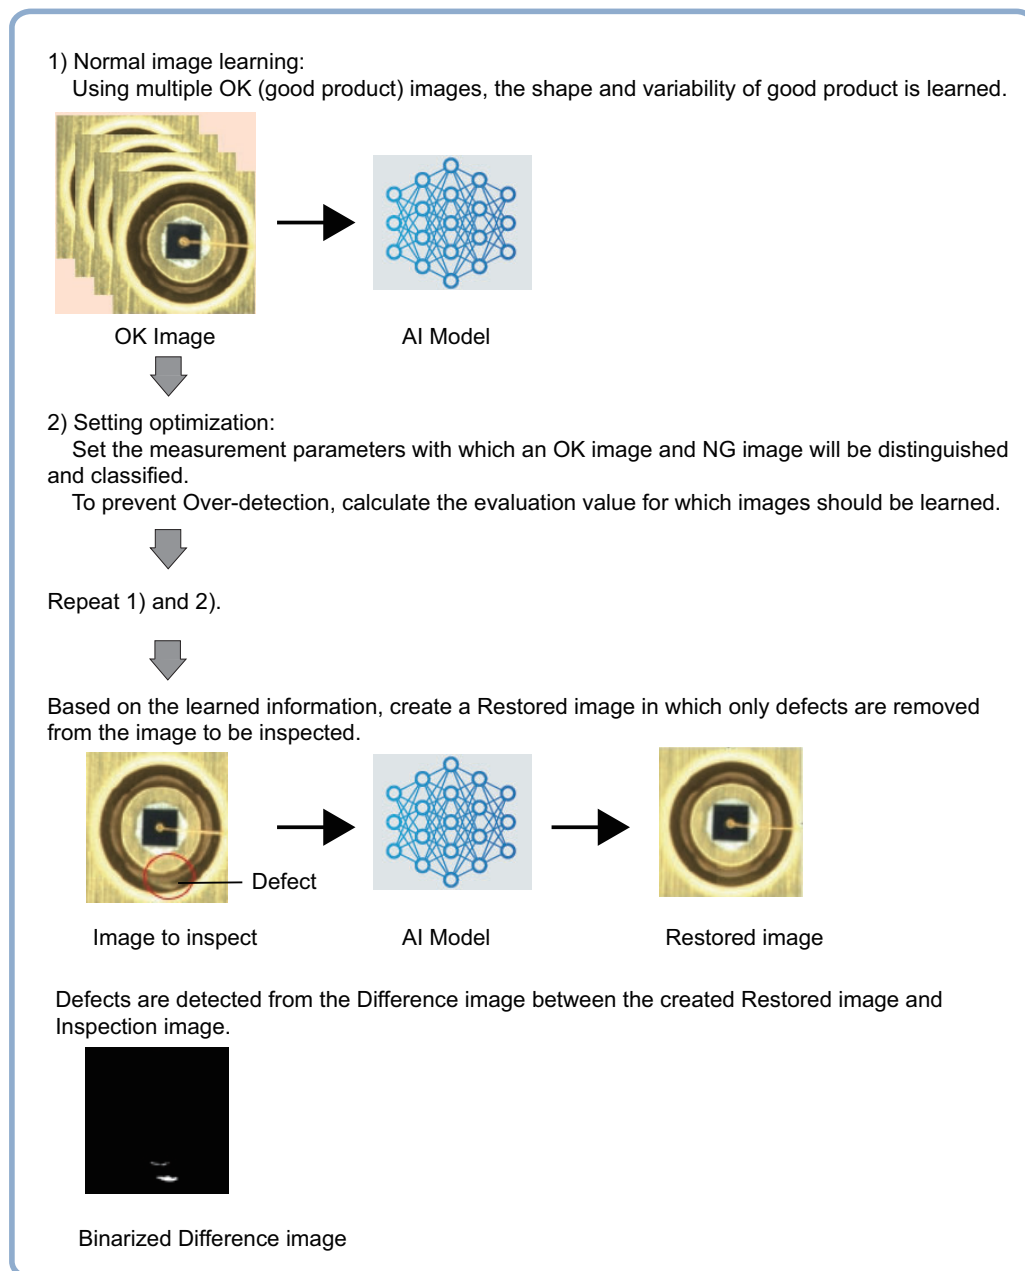 1) Normal image learning:
Using multiple OK (good product) images, the shape and variability of good product is learned.
OK Image
AI Model
2) Setting optimization:
Set the measurement parameters with which an OK image and NG image will be distinguished
and classified.
To prevent Over-detection, calculate the evaluation value for which images should be learned.
Repeat 1) and 2).
Based on the learned information, create a Restored image in which only defects are removed
from the image to be inspected.
Defect
Image to inspect
AI Model
Restored image
Defects are detected from the Difference image between the created Restored image and
Inspection image.
Binarized Difference image